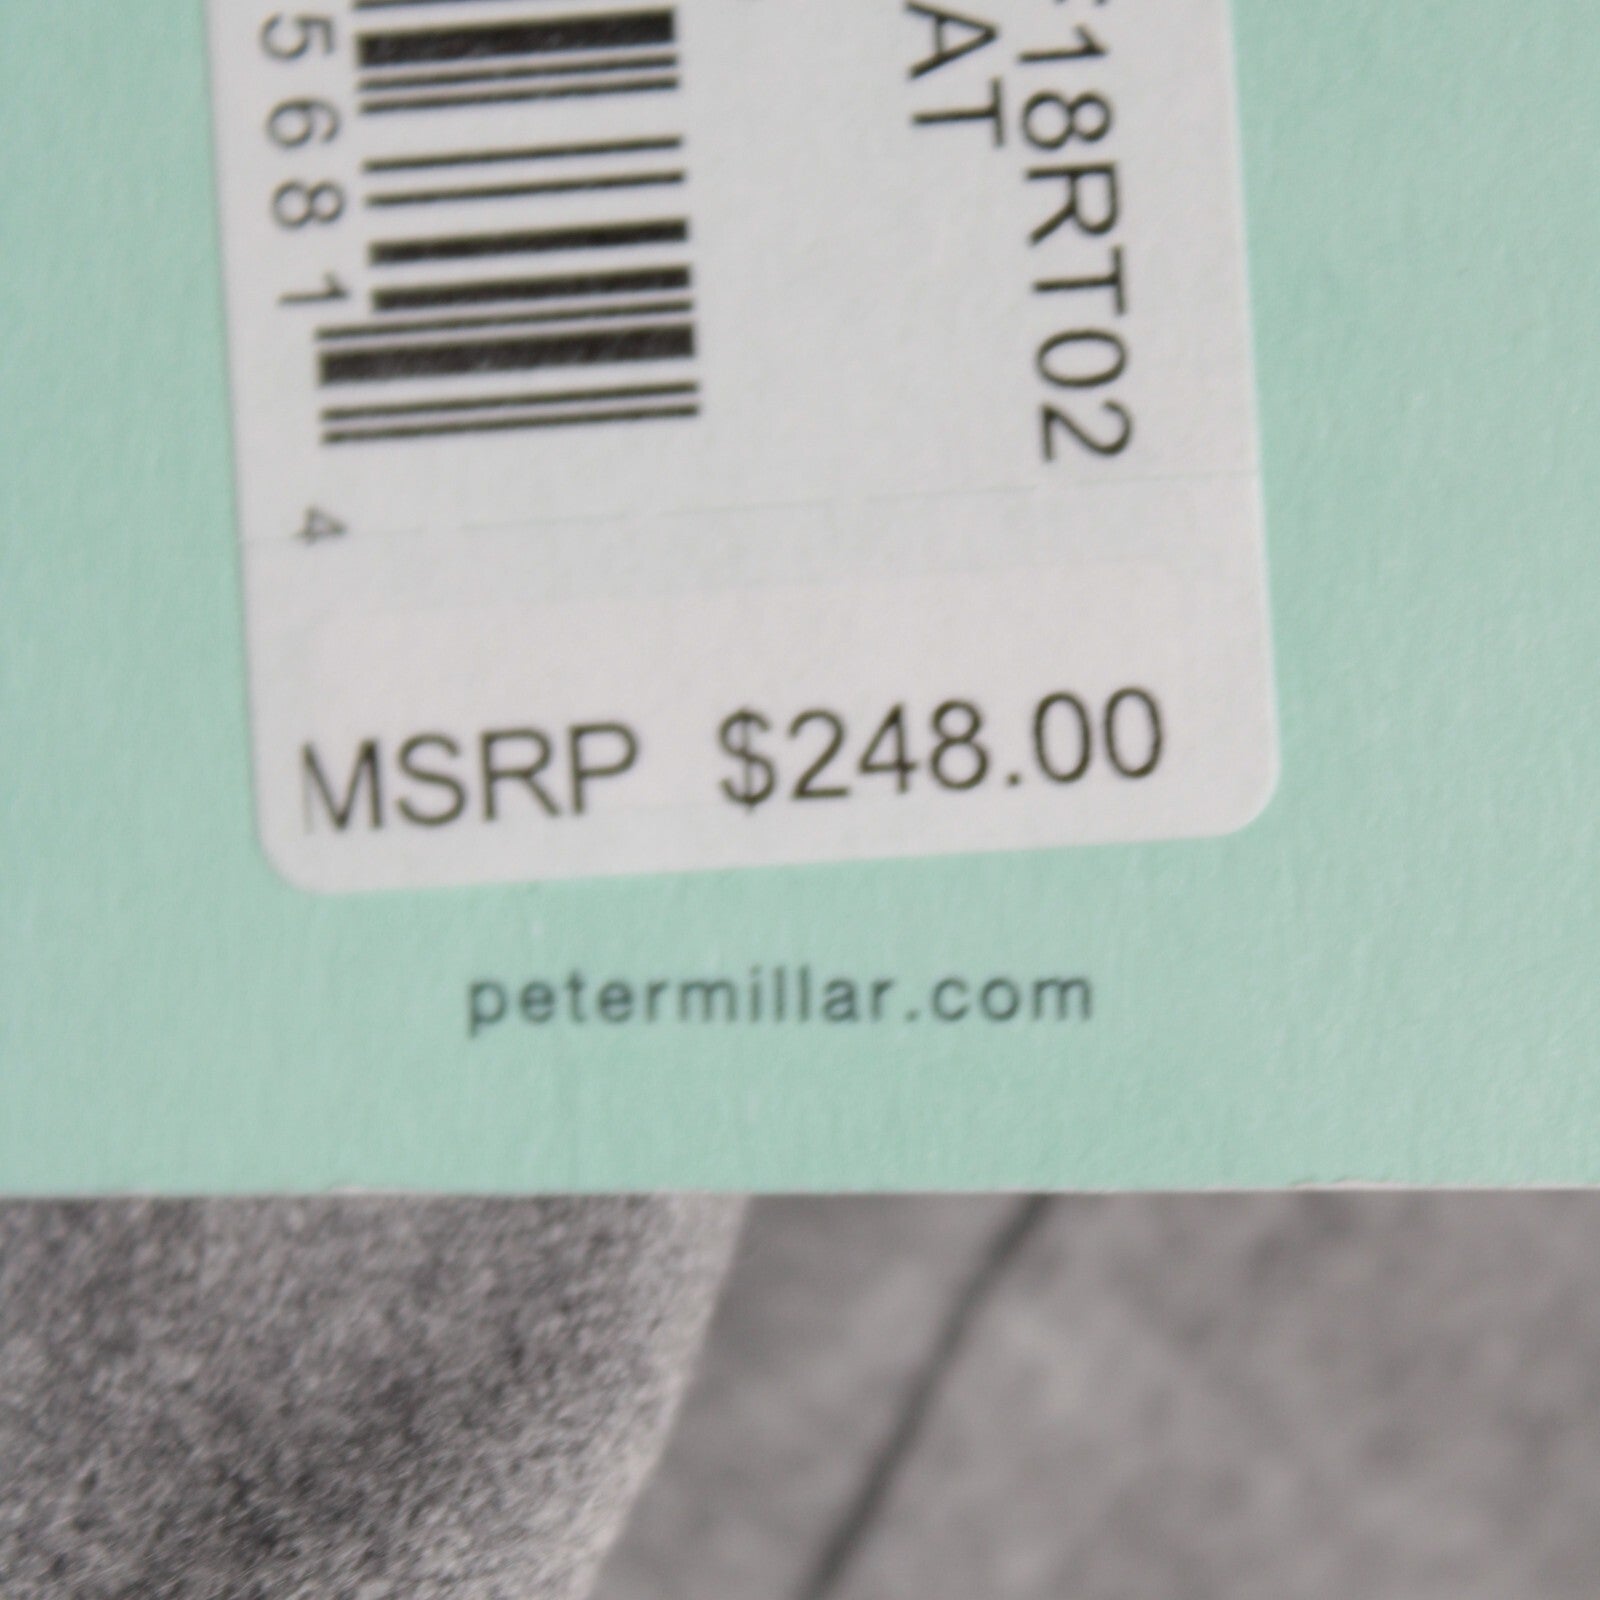 18RT02
AT
5681
4
MSRP $248.00
petermillar.com